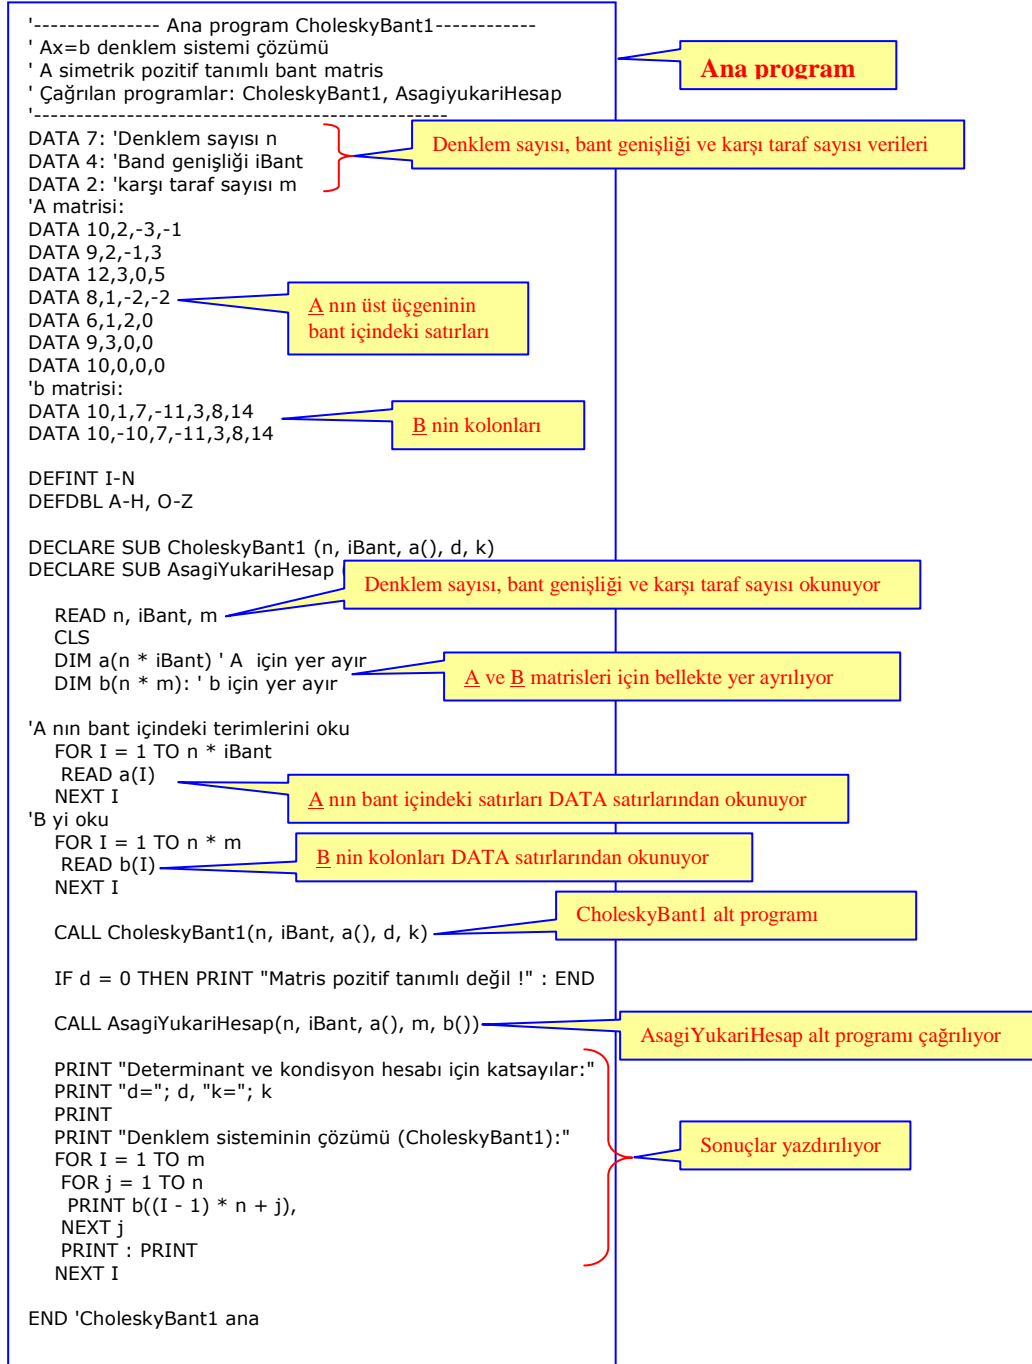 '--------------- Ana program CholeskyBant1------------
' Ax=b denklem sistemi çözümü
' A simetrik pozitif tanımlı bant matris
' Çağrılan programlar: CholeskyBant1, AsagiyukariHesap
'-------------------------------------------------
Ana program
DATA 7: 'Denklem sayısı n
DATA 4: 'Band genişliği iBant
DATA 2: 'karşı taraf sayısı m
Denklem sayısı, bant genişliği ve karşı taraf sayısı verileri
'A matrisi:
DATA 10,2,-3,-1
DATA 9,2,-1,3
DATA 12,3,0,5
DATA 8,1,-2,-2
DATA 6,1,2,0
DATA 9,3,0,0
DATA 10,0,0,0
A nın üst üçgeninin
bant içindeki satırları
'b matrisi:
DATA 10,1,7,-11,3,8,14
DATA 10,-10,7,-11,3,8,14
B nin kolonları
DEFINT I-N
DEFDBL A-H, O-Z
DECLARE SUB CholeskyBant1 (n, iBant, a(), d, k)
DECLARE SUB AsagiYukariHesap
Denklem sayısı, bant genişliği ve karşı taraf sayısı okunuyor
READ n, iBant, m
CLS
DIM a(n * iBant) ' A  için yer ayır
DIM b(n * m): ' b için yer ayır
A ve B matrisleri için bellekte yer ayrılıyor
'A nın bant içindeki terimlerini oku
FOR I = 1 TO n * iBant
READ a(I)
NEXT I
A nın bant içindeki satırları DATA satırlarından okunuyor
'B yi oku
FOR I = 1 TO n * m
READ b(I)
NEXT I
B nin kolonları DATA satırlarından okunuyor
CholeskyBant1 alt programı
CALL CholeskyBant1(n, iBant, a(), d, k)
IF d = 0 THEN PRINT "Matris pozitif tanımlı değil !" : END
CALL AsagiYukariHesap(n, iBant, a(), m, b())
AsagiYukariHesap alt programı çağrılıyor
PRINT "Determinant ve kondisyon hesabı için katsayılar:"
PRINT "d="; d, "k="; k
PRINT
PRINT "Denklem sisteminin çözümü (CholeskyBant1):"
FOR I = 1 TO m
FOR j = 1 TO n
PRINT b((I - 1) * n + j),
NEXT j
PRINT : PRINT
NEXT I
Sonuçlar yazdırılıyor
END 'CholeskyBant1 ana